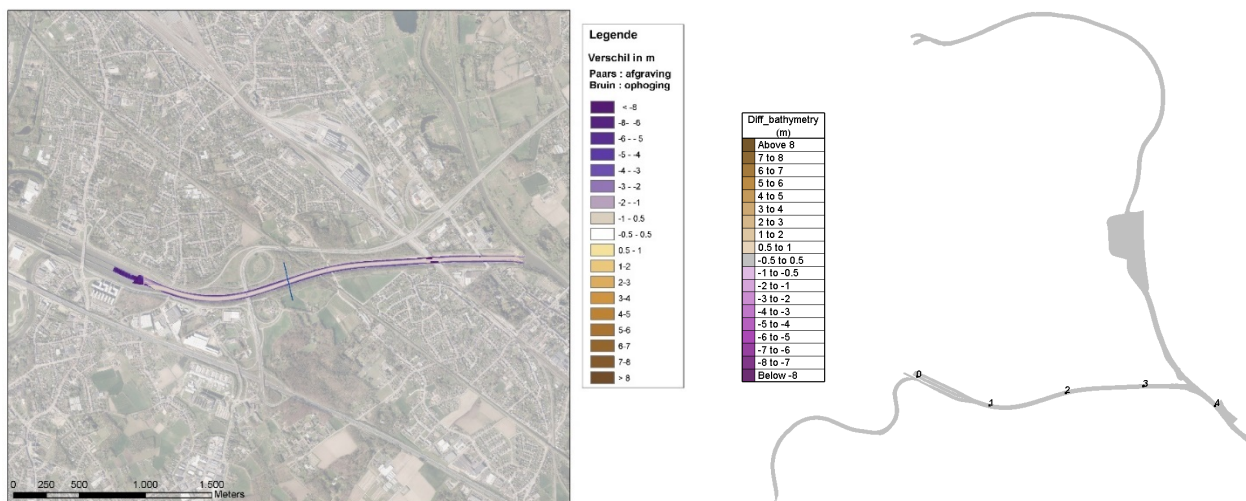 Legende
Verschil in m
Paars : afgraving
Bruin : ophoging
< -8
-8- -6
-6 - -5
-5 - -4
-4 - -3
-3 - -2
-2 - -1
-1 - 0.5
-0.5 - 0.5
0.5 - 1
1-2
2-3
3-4
4-5
5-6
6-7
7-8
> 8
0 250 500 1.000 1.500
Meters
Diff_bathymetry
(m)
Above 8
7 to 8
6 to 7
5 to 6
4 to 5
3 to 4
2 to 3
1 to 2
0.5 to 1
-0.5 to 0.5
-1 to -0.5
-2 to -1
-3 to -2
-4 to -3
-5 to -4
-6 to -5
-7 to -6
-8 to -7
Below -8
0
1
2
3
4